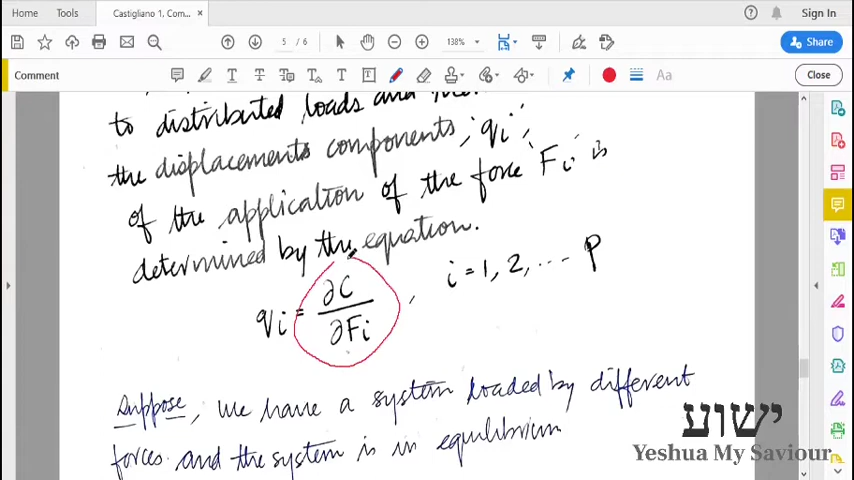 Home
Tools
Castigliano 1, Com...
×
?
Sign In
5 / 6
138%
Share
Comment
Aa
Close
to distributed loads and
the displacements components, 'qi',
of the application of the force 'Fi' is
determined by the equation.
qi = ∂C/∂Fi , i = 1, 2, ... p
Suppose, We have a system loaded by different
forces. and the system is in equilibrium
ישוע
Yeshua My Saviour